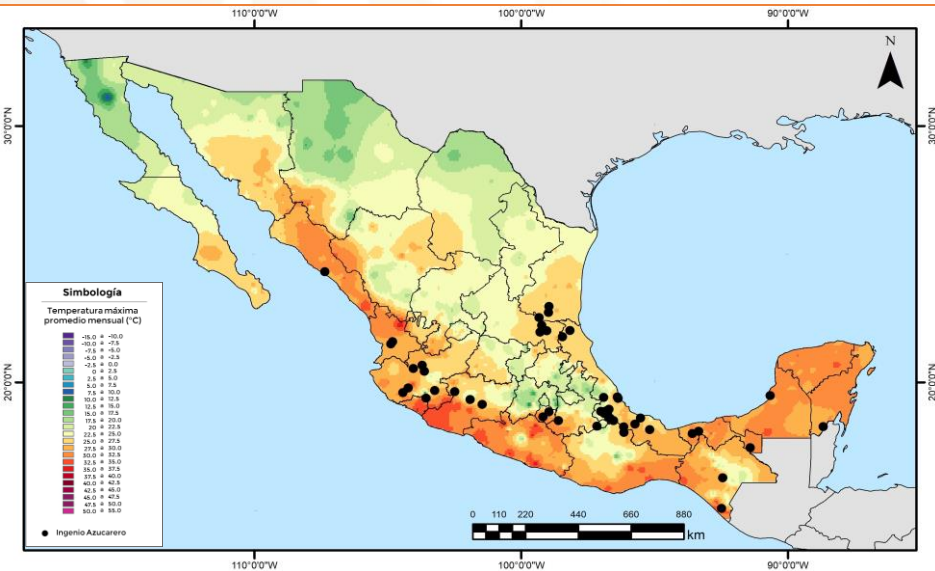 110°0'0"W 100°0'0"W 90°0'0"W
N
30°0'0"N 30°0'0"N
20°0'0"N 20°0'0"N
Simbología
Temperatura máxima
promedio mensual (°C)
-15.0 a -10.0
-10.0 a -7.5
-7.5 a -5.0
-5.0 a -2.5
-2.5 a 0.0
0 a 2.5
2.5 a 5.0
5.0 a 7.5
7.5 a 10.0
10.0 a 12.5
12.5 a 15.0
15.0 a 17.5
17.5 a 20.0
20 a 22.5
22.5 a 25.0
25.0 a 27.5
27.5 a 30.0
30.0 a 32.5
32.5 a 35.0
35.0 a 37.5
37.5 a 40.0
40.0 a 42.5
42.5 a 45.0
45.0 a 47.5
47.5 a 50.0
50.0 a 55.0
Ingenio Azucarero
0 110 220 440 660 880
km
110°0'0"W 100°0'0"W 90°0'0"W